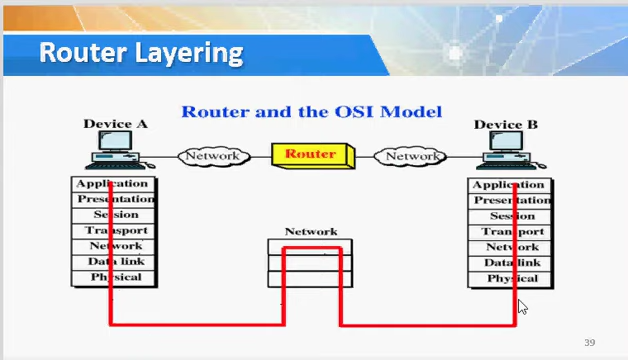 Router Layering
Router and the OSI Model
Device A
Device B
Network
Router
Network
Application
Presentation
Session
Transport
Network
Data link
Physical
Network
Application
Presentation
Session
Transport
Network
Data link
Physical
39